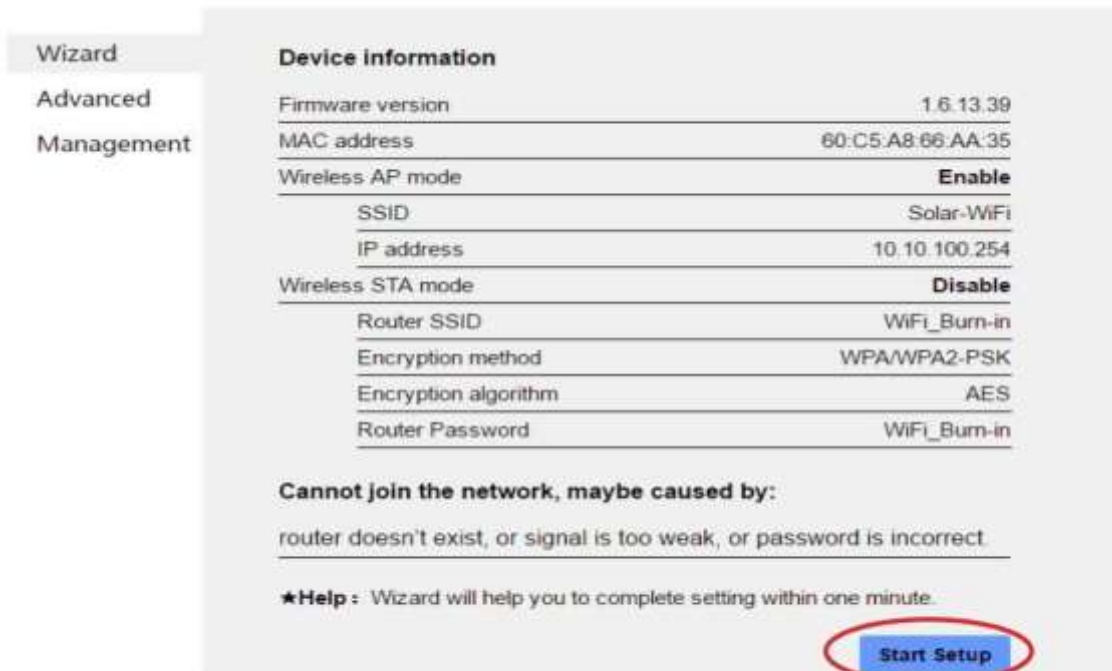 Wizard
Advanced
Management
Device information
Firmware version 1.6.13.39
MAC address 60:C5:A8:66:AA:35
Wireless AP mode Enable
SSID Solar-WiFi
IP address 10.10.100.254
Wireless STA mode Disable
Router SSID WiFi_Burn-in
Encryption method WPA/WPA2-PSK
Encryption algorithm AES
Router Password WiFi_Burn-in
Cannot join the network, maybe caused by:
router doesn't exist, or signal is too weak, or password is incorrect.
★Help : Wizard will help you to complete setting within one minute.
Start Setup